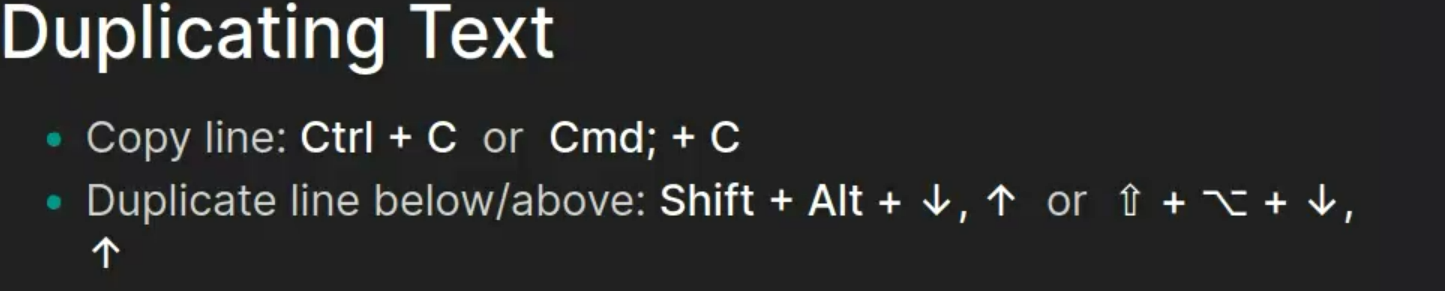 Duplicating Text
• Copy line: Ctrl + C or Cmd; + C
• Duplicate line below/above: Shift + Alt + ↓, ↑ or ⇧ + ⌥ + ↓,
↑